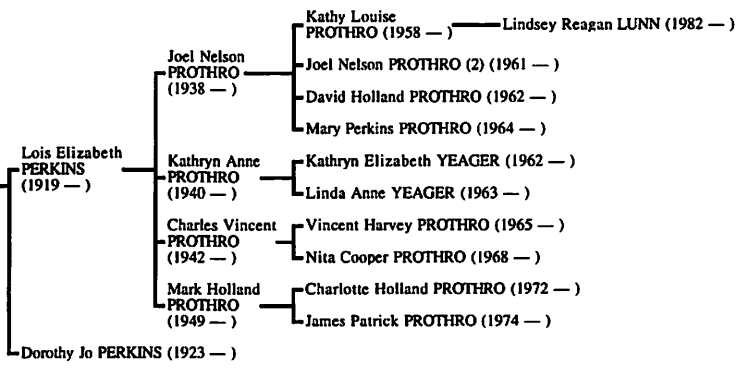 Kathy Louise
PROTHRO (1958 — )
Lindsey Reagan LUNN (1982 — )
Joel Nelson
PROTHRO
(1938 — )
Joel Nelson PROTHRO (2) (1961 — )
David Holland PROTHRO (1962 — )
Mary Perkins PROTHRO (1964 — )
Lois Elizabeth
PERKINS
(1919 — )
Kathryn Anne
PROTHRO
(1940 — )
Kathryn Elizabeth YEAGER (1962 — )
Linda Anne YEAGER (1963 — )
Charles Vincent
PROTHRO
(1942 — )
Vincent Harvey PROTHRO (1965 — )
Nita Cooper PROTHRO (1968 — )
Mark Holland
PROTHRO
(1949 — )
Charlotte Holland PROTHRO (1972 — )
James Patrick PROTHRO (1974 — )
Dorothy Jo PERKINS (1923 — )